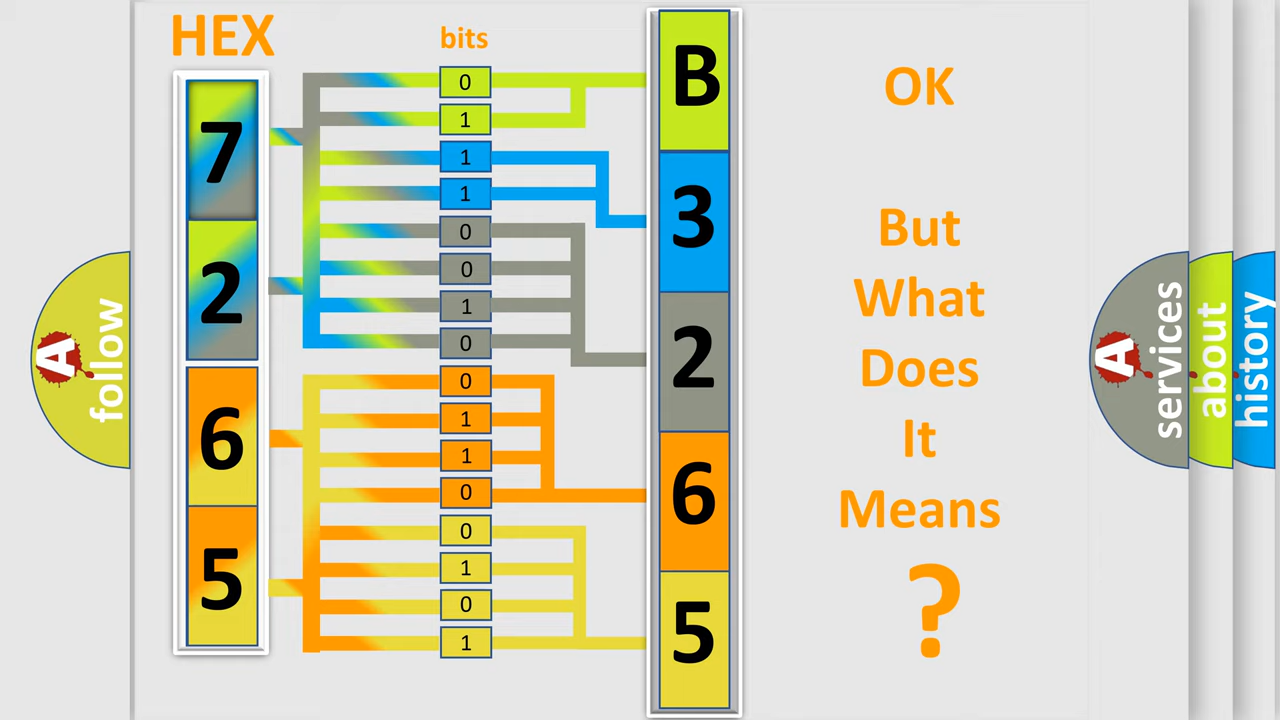 HEX
bits
7
2
6
5
0
1
1
1
0
0
1
0
0
1
1
0
0
1
0
1
B
3
2
6
5
OK
But
What
Does
It
Means
?
A
follow
A
services
about
history